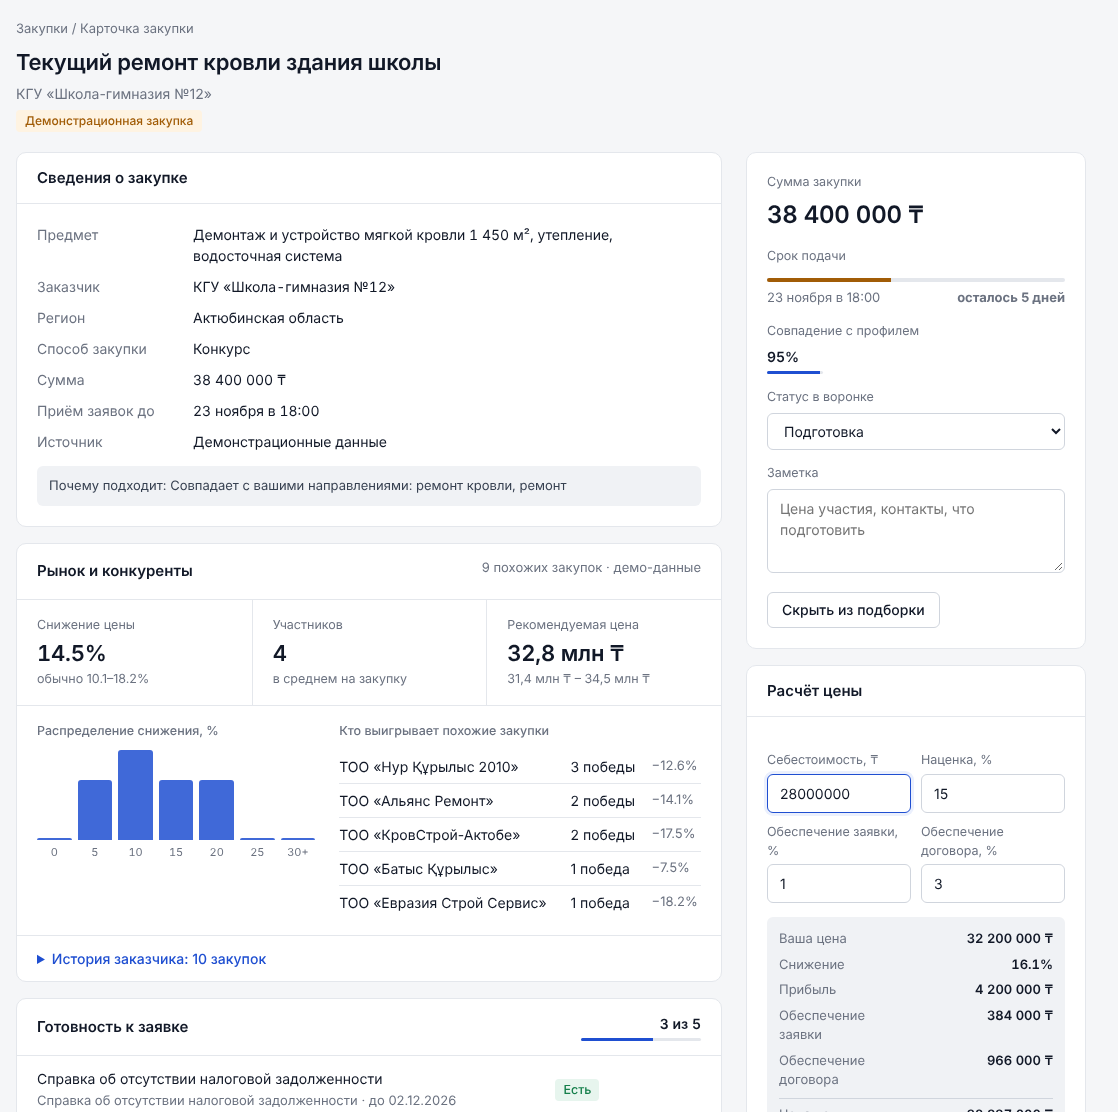 Закупки / Карточка закупки
Текущий ремонт кровли здания школы
КГУ «Школа-гимназия №12»
Демонстрационная закупка
Сведения о закупке
Предмет
Демонтаж и устройство мягкой кровли 1 450 м², утепление,
водосточная система
Заказчик
КГУ «Школа-гимназия №12»
Регион
Актюбинская область
Способ закупки
Конкурс
Сумма
38 400 000 ₸
Приём заявок до
23 ноября в 18:00
Источник
Демонстрационные данные
Почему подходит: Совпадает с вашими направлениями: ремонт кровли, ремонт
Рынок и конкуренты
9 похожих закупок · демо-данные
Снижение цены
14.5%
обычно 10.1–18.2%
Участников
4
в среднем на закупку
Рекомендуемая цена
32,8 млн ₸
31,4 млн ₸ – 34,5 млн ₸
Распределение снижения, %
0 5 10 15 20 25 30+
Кто выигрывает похожие закупки
ТОО «Нур Құрылыс 2010» 3 победы −12.6%
ТОО «Альянс Ремонт» 2 победы −14.1%
ТОО «КровСтрой-Актобе» 2 победы −17.5%
ТОО «Батыс Құрылыс» 1 победа −7.5%
ТОО «Евразия Строй Сервис» 1 победа −18.2%
История заказчика: 10 закупок
Готовность к заявке
3 из 5
Справка об отсутствии налоговой задолженности
Справка об отсутствии налоговой задолженности · до 02.12.2026
Есть
Сумма закупки
38 400 000 ₸
Срок подачи
23 ноября в 18:00
осталось 5 дней
Совпадение с профилем
95%
Статус в воронке
Подготовка
Заметка
Цена участия, контакты, что
подготовить
Скрыть из подборки
Расчёт цены
Себестоимость, ₸
28000000
Наценка, %
15
Обеспечение заявки,
%
1
Обеспечение
договора, %
3
Ваша цена 32 200 000 ₸
Снижение 16.1%
Прибыль 4 200 000 ₸
Обеспечение
заявки
384 000 ₸
Обеспечение
договора
966 000 ₸